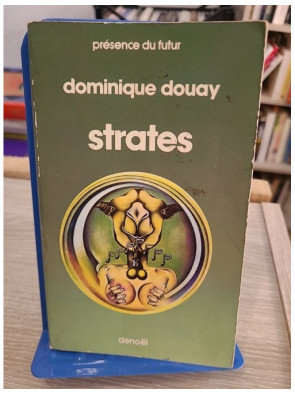 présence du futur
dominique douay
strates
denoël